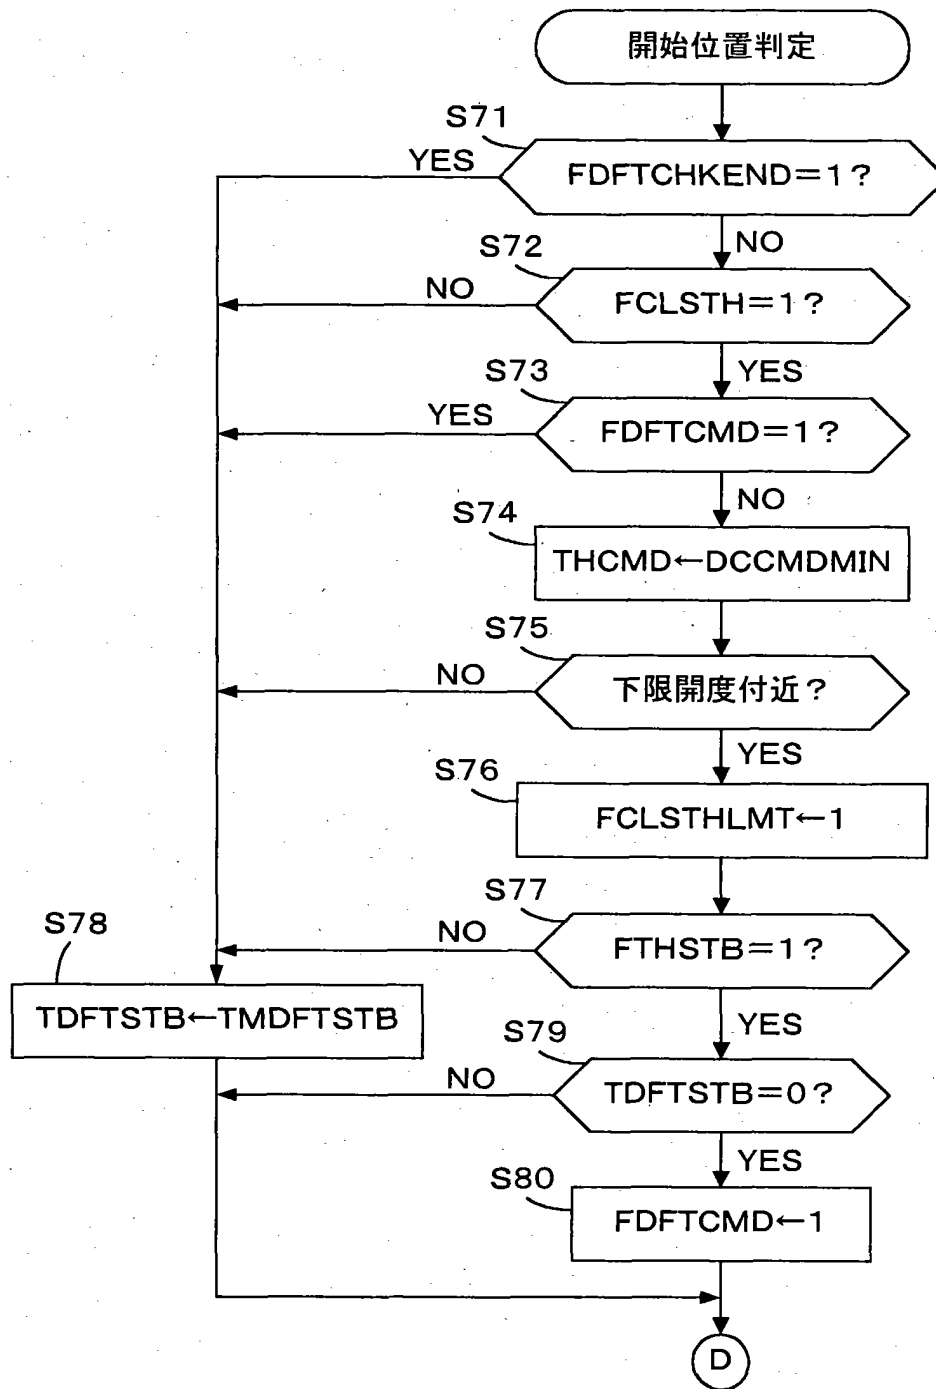 開始位置判定
S71
YES
FDFTCHKEND=1?
NO
S72
NO
FCLSTH=1?
YES
S73
YES
FDFTCMD=1?
NO
S74
THCMD←DCCMDMIN
S75
NO
下限開度付近?
YES
S76
FCLSTHLMT←1
S77
NO
FTHSTB=1?
YES
S78
TDFTSTB←TMDFTSTB
S79
NO
TDFTSTB=0?
YES
S80
FDFTCMD←1
D